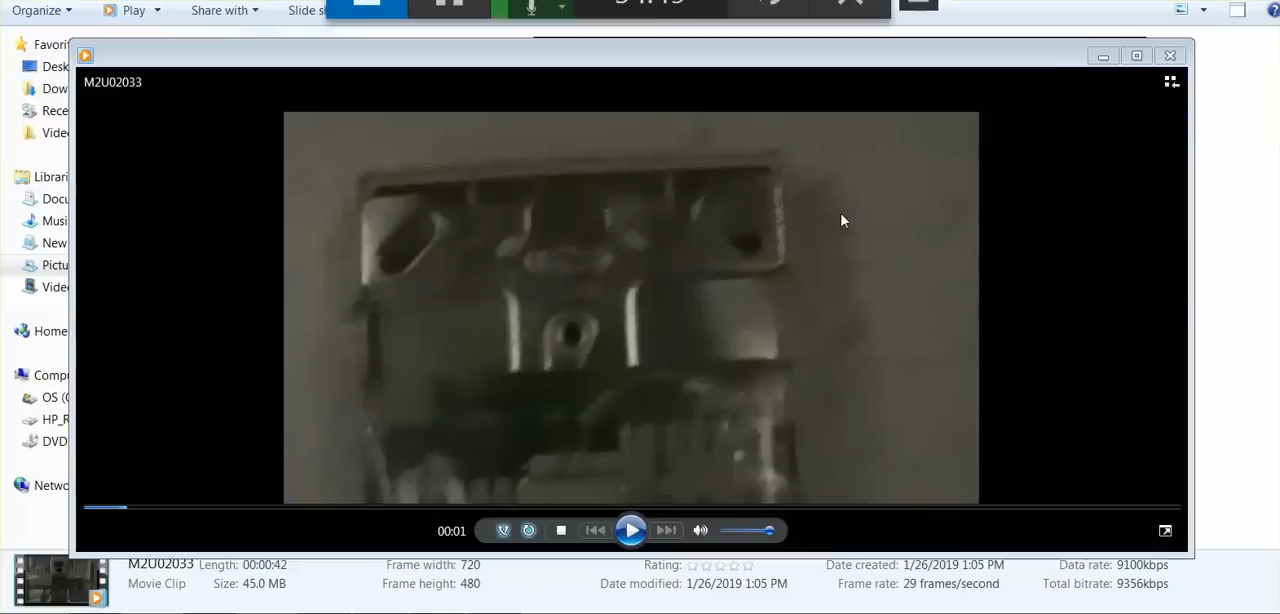 Organize Play Share with Slide s
M2U02033
Favori
Desk
Dow
Rece
Vide
Librari
Docu
Musi
New
Pictu
Vide
Home
Compu
OS (
HP_R
DVD
Netwo
00:01
M2U02033 Length: 00:00:42 Frame width: 720 Rating: Date created: 1/26/2019 1:05 PM Data rate: 9100kbps
Movie Clip Size: 45.0 MB Frame height: 480 Date modified: 1/26/2019 1:05 PM Frame rate: 29 frames/second Total bitrate: 9356kbps